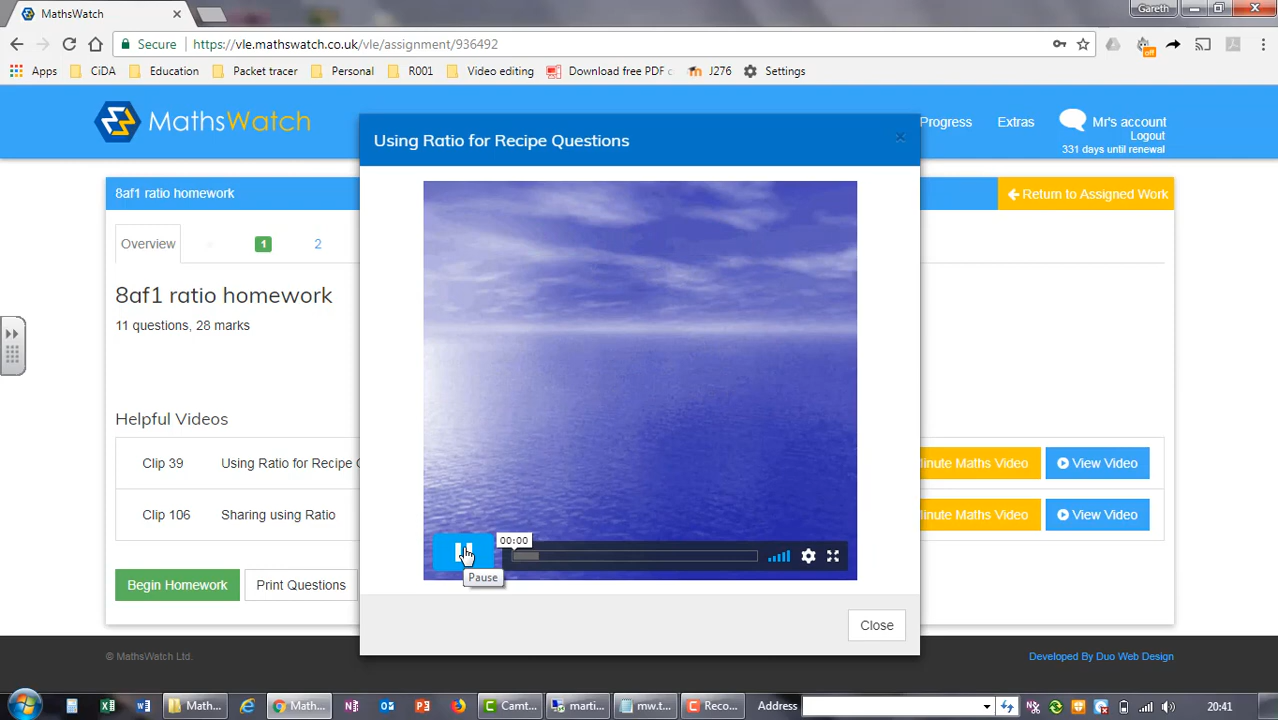 MathsWatch
Gareth
Secure
https://vle.mathswatch.co.uk/vle/assignment/936492
off
Apps
CiDA
Education
Packet tracer
Personal
R001
Video editing
Download free PDF c
J276
Settings
MathsWatch
Progress
Extras
Mr's account
Logout
331 days until renewal
Using Ratio for Recipe Questions
×
8af1 ratio homework
Return to Assigned Work
Overview
1
2
8af1 ratio homework
11 questions, 28 marks
Helpful Videos
Clip 39
Using Ratio for Recipe
inute Maths Video
View Video
Clip 106
Sharing using Ratio
inute Maths Video
View Video
00:00
Pause
Begin Homework
Print Questions
Close
© MathsWatch Ltd.
Developed By Duo Web Design
Math...
Math...
Camt...
marti...
mw.t...
Reco...
Address
20:41